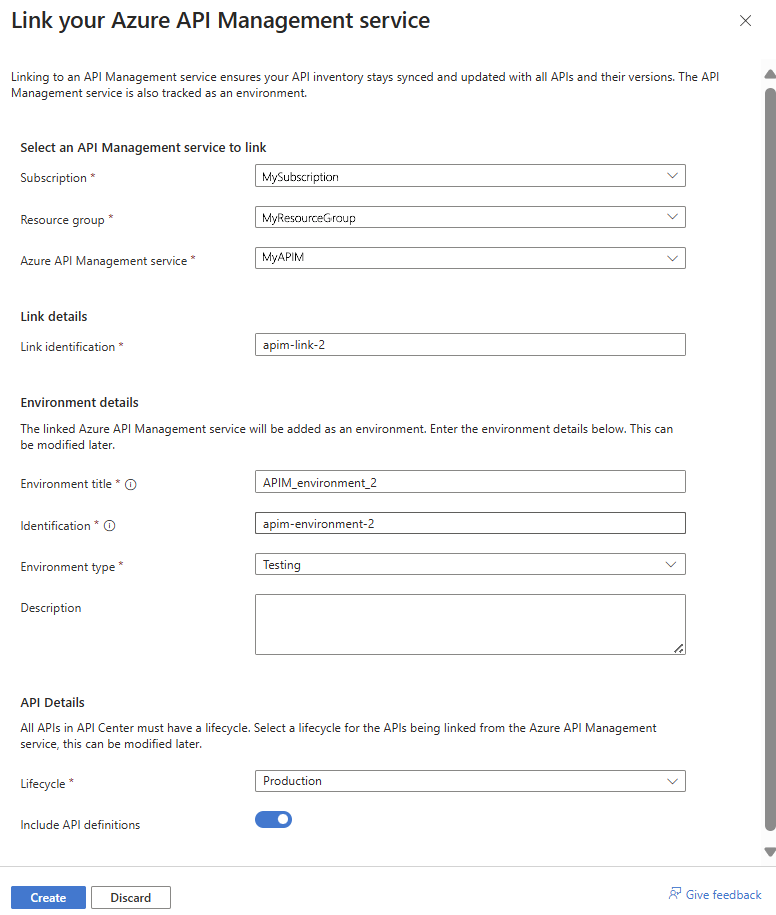 Link your Azure API Management service
Linking to an API Management service ensures your API inventory stays synced and updated with all APIs and their versions. The API
Management service is also tracked as an environment.
Select an API Management service to link
Subscription *
MySubscription
Resource group *
MyResourceGroup
Azure API Management service *
MyAPIM
Link details
Link identification *
apim-link-2
Environment details
The linked Azure API Management service will be added as an environment. Enter the environment details below. This can
be modified later.
Environment title *
APIM_environment_2
Identification *
apim-environment-2
Environment type *
Testing
Description
API Details
All APIs in API Center must have a lifecycle. Select a lifecycle for the APIs being linked from the Azure API Management
service, this can be modified later.
Lifecycle *
Production
Include API definitions
Create
Discard
Give feedback